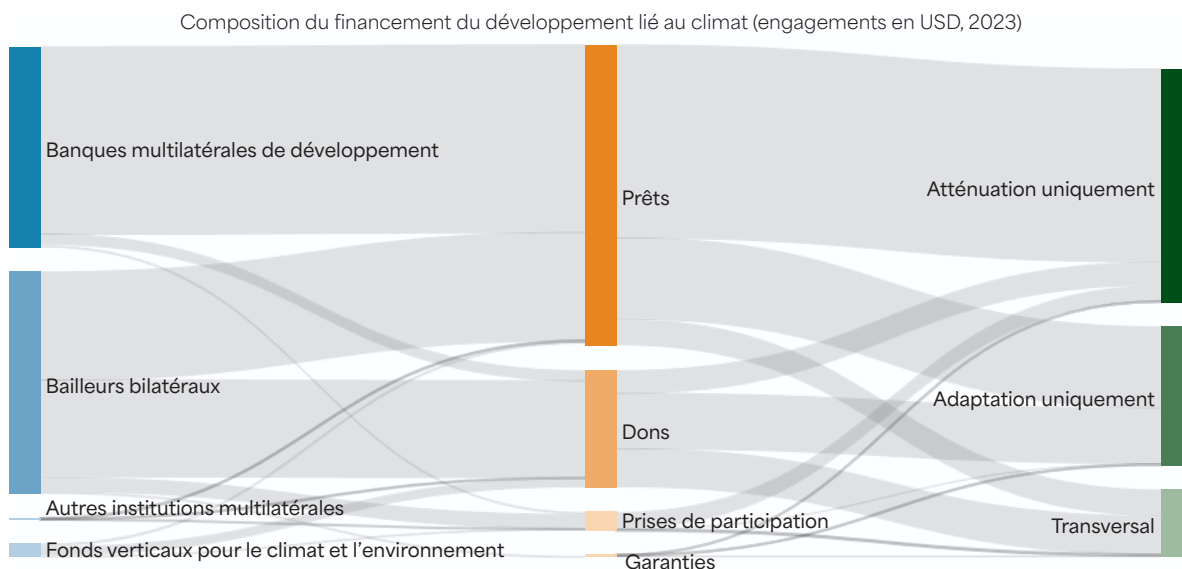 Composition du financement du développement lié au climat (engagements en USD, 2023)
Banques multilatérales de développement
Bailleurs bilatéraux
Autres institutions multilatérales
Fonds verticaux pour le climat et l’environnement
Prêts
Dons
Prises de participation
Garanties
Atténuation uniquement
Adaptation uniquement
Transversal